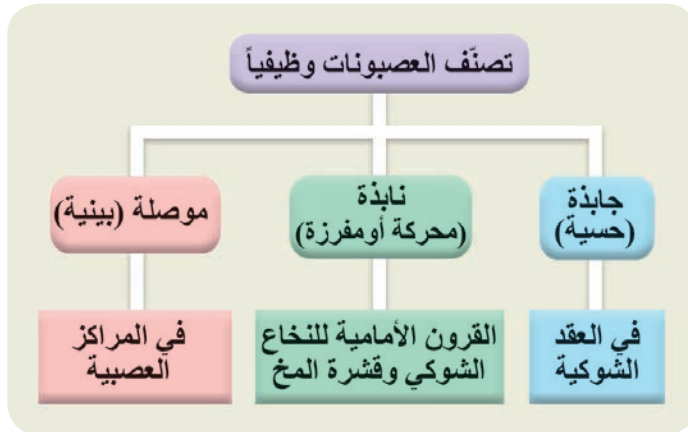 تصنّف العصبونات وظيفياً
جابذة
(حسية)
نابذة
(محركة أومفرزة)
موصلة (بينية)
في العقد
الشوكية
القرون الأمامية للنخاع
الشوكي وقشرة المخ
في المراكز
العصبية